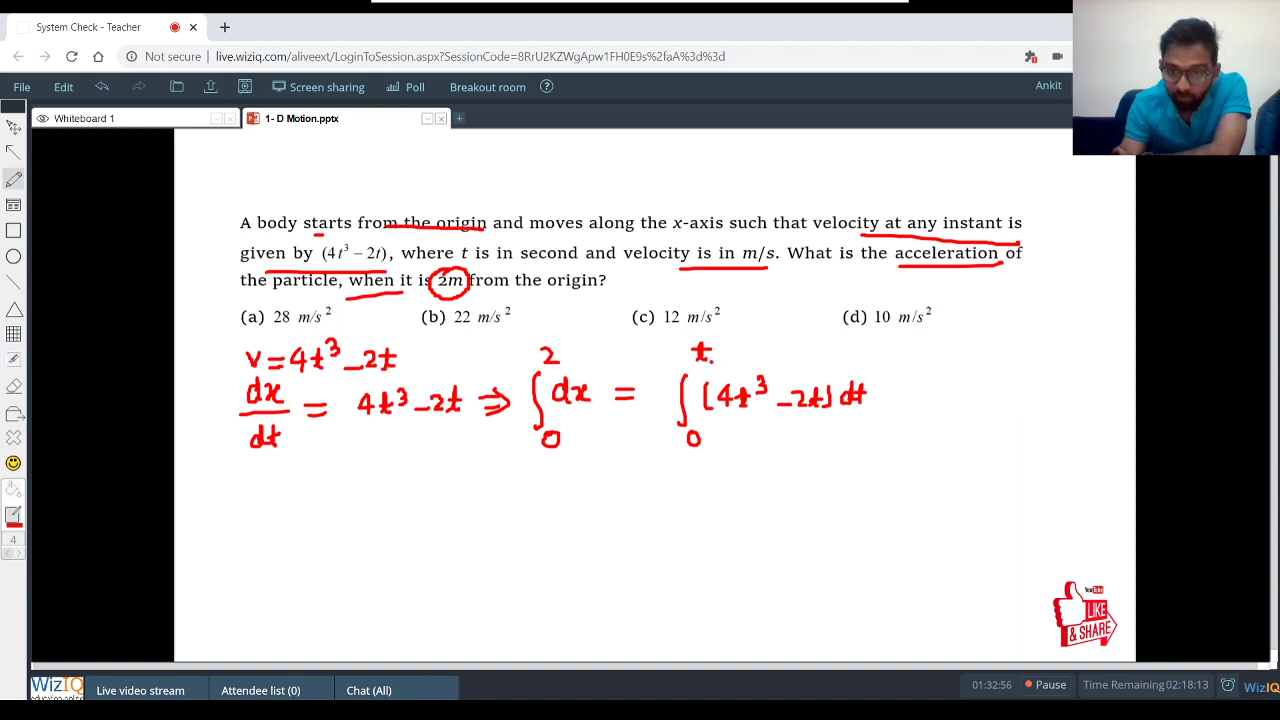 System Check - Teacher
Not secure | live.wiziq.com/aliveext/LoginToSession.aspx?SessionCode=8RrU2KZWgApw1FH0E9s%2faA%3d%3d
File Edit Screen sharing Poll Breakout room Ankit
Whiteboard 1 1- D Motion.pptx
A body starts from the origin and moves along the x-axis such that velocity at any instant is
given by (4t³ – 2t), where t is in second and velocity is in m/s. What is the acceleration of
the particle, when it is 2m from the origin?
(a) 28 m/s² (b) 22 m/s² (c) 12 m/s² (d) 10 m/s²
v = 4t³ – 2t
dx/dt = 4t³ – 2t ⇒ ∫₀² dx = ∫₀ᵗ (4t³ – 2t) dt
YouTube
LIKE
& SHARE
4
WizIQ
education.online
Live video stream Attendee list (0) Chat (All) 01:32:56 Pause Time Remaining 02:18:13 WizIQ